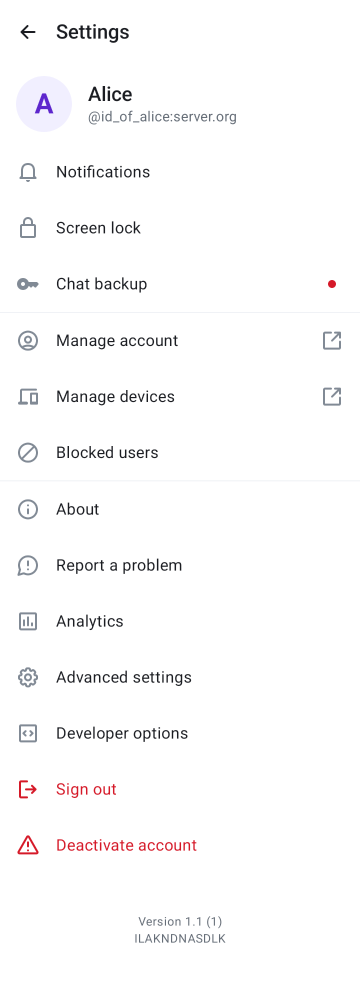 Settings
A
Alice
@id_of_alice:server.org
Notifications
Screen lock
Chat backup
Manage account
Manage devices
Blocked users
About
Report a problem
Analytics
Advanced settings
Developer options
Sign out
Deactivate account
Version 1.1 (1)
ILAKNDNASDLK